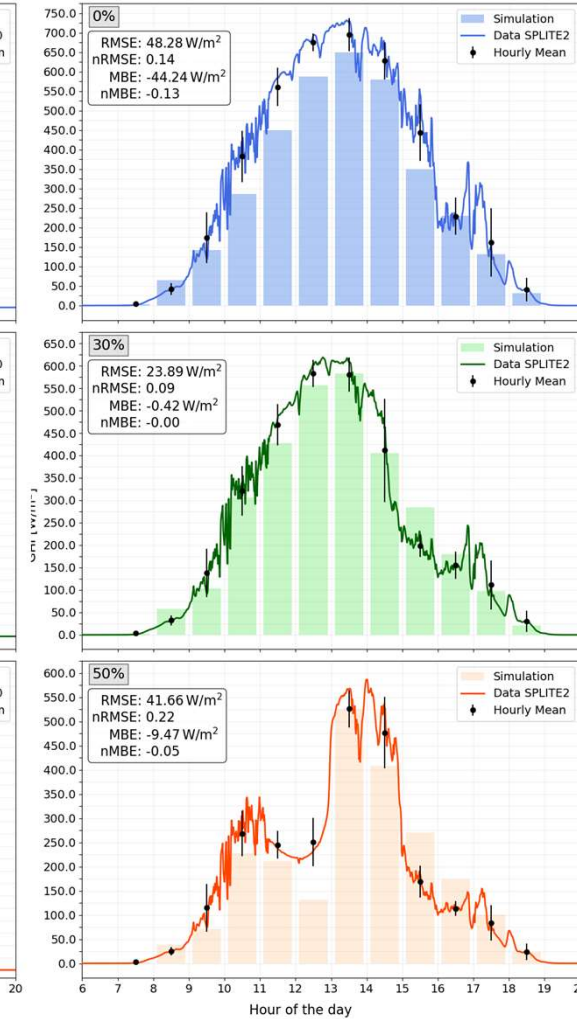 0%
RMSE: 48.28 W/m²
nRMSE: 0.14
MBE: -44.24 W/m²
nMBE: -0.13
Simulation
Data SPLITE2
Hourly Mean
750.0
700.0
650.0
600.0
550.0
500.0
450.0
400.0
350.0
300.0
250.0
200.0
150.0
100.0
50.0
0.0
30%
RMSE: 23.89 W/m²
nRMSE: 0.09
MBE: -0.42 W/m²
nMBE: -0.00
Simulation
Data SPLITE2
Hourly Mean
650.0
600.0
550.0
500.0
450.0
400.0
350.0
300.0
250.0
200.0
150.0
100.0
50.0
0.0
50%
RMSE: 41.66 W/m²
nRMSE: 0.22
MBE: -9.47 W/m²
nMBE: -0.05
Simulation
Data SPLITE2
Hourly Mean
600.0
550.0
500.0
450.0
400.0
350.0
300.0
250.0
200.0
150.0
100.0
50.0
0.0
20 6 7 8 9 10 11 12 13 14 15 16 17 18 19
Hour of the day